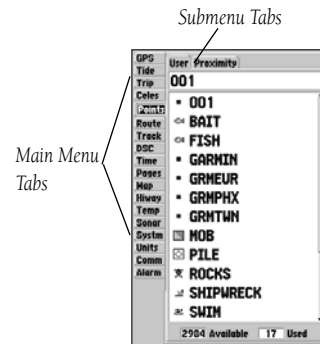 Submenu Tabs
Main Menu
Tabs
GPS
Tide
Trip
Celes
Points
Route
Track
DSC
Time
Pages
Map
Hiway
Temp
Sonar
Systm
Units
Comm
Alarm
User Proximity
001
001
BAIT
FISH
GARMIN
GRMEUR
GRMPHX
GRMTWN
MOB
PILE
ROCKS
SHIPWRECK
SWIM
2984 Available 17 Used